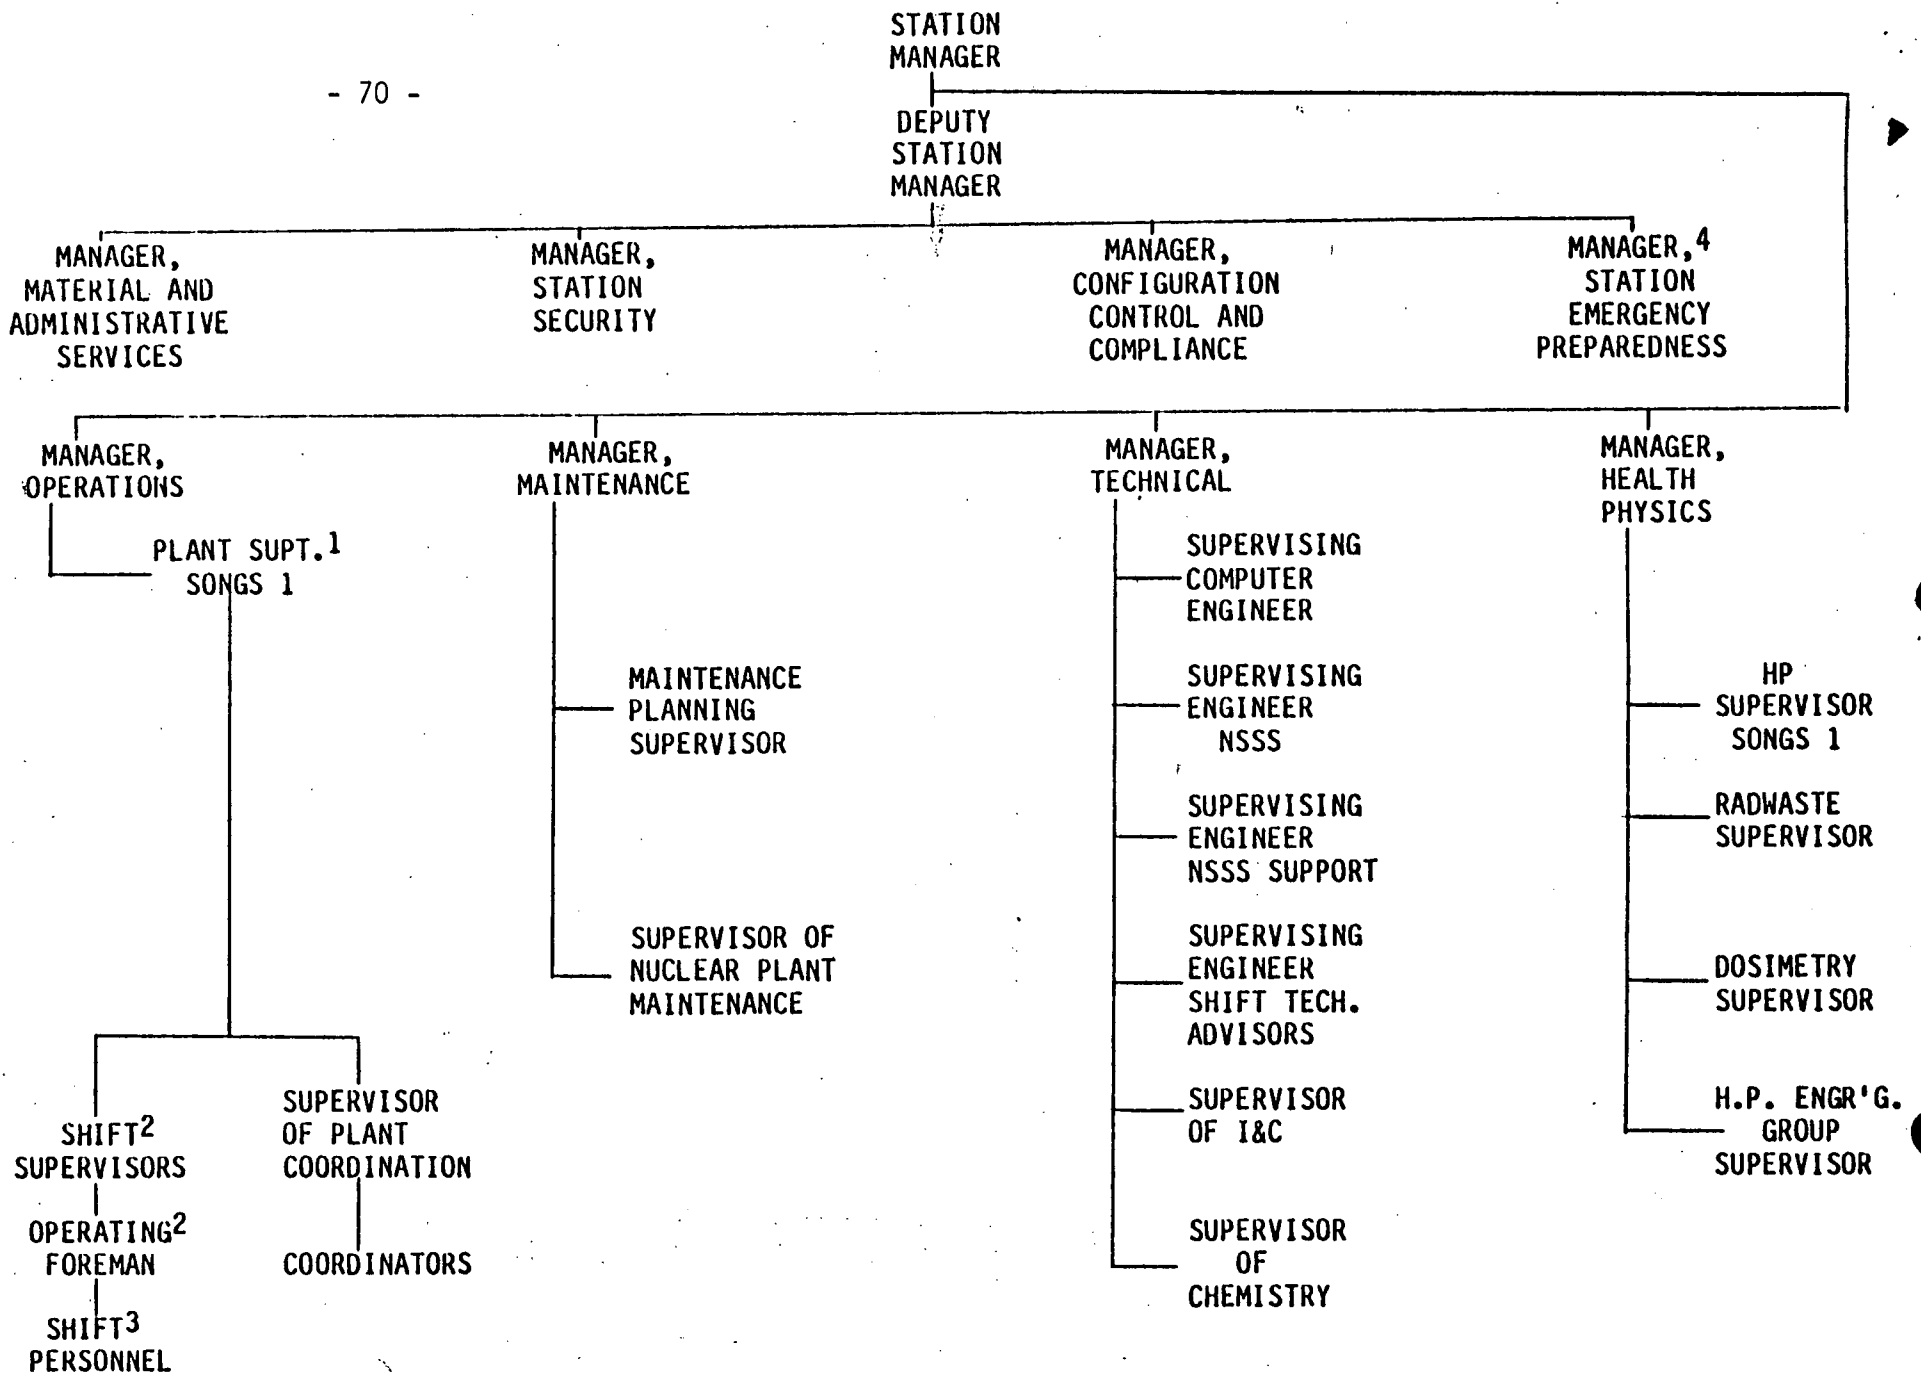 STATION
MANAGER
- 70 -
DEPUTY
STATION
MANAGER
MANAGER,
MATERIAL AND
ADMINISTRATIVE
SERVICES
MANAGER,
STATION
SECURITY
MANAGER,
CONFIGURATION
CONTROL AND
COMPLIANCE
MANAGER,4
STATION
EMERGENCY
PREPAREDNESS
MANAGER,
OPERATIONS
PLANT SUPT.1
SONGS 1
SHIFT2
SUPERVISORS
OPERATING2
FOREMAN
SHIFT3
PERSONNEL
SUPERVISOR
OF PLANT
COORDINATION
COORDINATORS
MANAGER,
MAINTENANCE
MAINTENANCE
PLANNING
SUPERVISOR
SUPERVISOR OF
NUCLEAR PLANT
MAINTENANCE
MANAGER,
TECHNICAL
SUPERVISING
COMPUTER
ENGINEER
SUPERVISING
ENGINEER
NSSS
SUPERVISING
ENGINEER
NSSS SUPPORT
SUPERVISING
ENGINEER
SHIFT TECH.
ADVISORS
SUPERVISOR
OF I&C
SUPERVISOR
OF
CHEMISTRY
MANAGER,
HEALTH
PHYSICS
HP
SUPERVISOR
SONGS 1
RADWASTE
SUPERVISOR
DOSIMETRY
SUPERVISOR
H.P. ENGR'G.
GROUP
SUPERVISOR